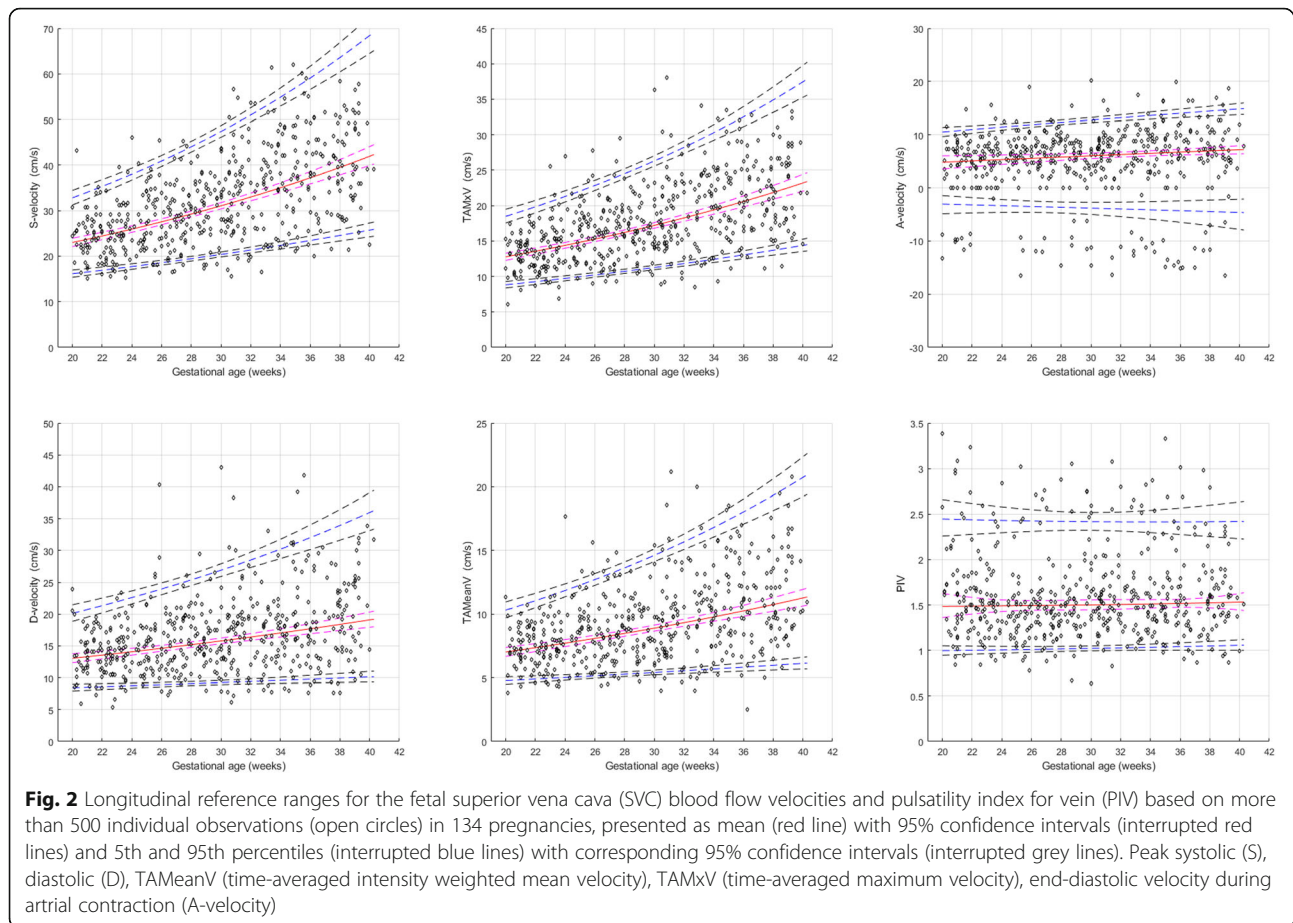 70
60
50
40
30
20
10
0
S-velocity (cm/s)
20 22 24 26 28 30 32 34 36 38 40 42
Gestational age (weeks)
45
40
35
30
25
20
15
10
5
0
TAMxV (cm/s)
20 22 24 26 28 30 32 34 36 38 40 42
Gestational age (weeks)
30
20
10
0
-10
-20
-30
A-velocity (cm/s)
20 22 24 26 28 30 32 34 36 38 40 42
Gestational age (weeks)
50
45
40
35
30
25
20
15
10
5
0
D-velocity (cm/s)
20 22 24 26 28 30 32 34 36 38 40 42
Gestational age (weeks)
25
20
15
10
5
0
TAMeanV (cm/s)
20 22 24 26 28 30 32 34 36 38 40 42
Gestational age (weeks)
3.5
3
2.5
2
1.5
1
0.5
0
PIV
20 22 24 26 28 30 32 34 36 38 40 42
Gestational age (weeks)
Fig. 2 Longitudinal reference ranges for the fetal superior vena cava (SVC) blood flow velocities and pulsatility index for vein (PIV) based on more
than 500 individual observations (open circles) in 134 pregnancies, presented as mean (red line) with 95% confidence intervals (interrupted red
lines) and 5th and 95th percentiles (interrupted blue lines) with corresponding 95% confidence intervals (interrupted grey lines). Peak systolic (S),
diastolic (D), TAMeanV (time-averaged intensity weighted mean velocity), TAMxV (time-averaged maximum velocity), end-diastolic velocity during
artrial contraction (A-velocity)